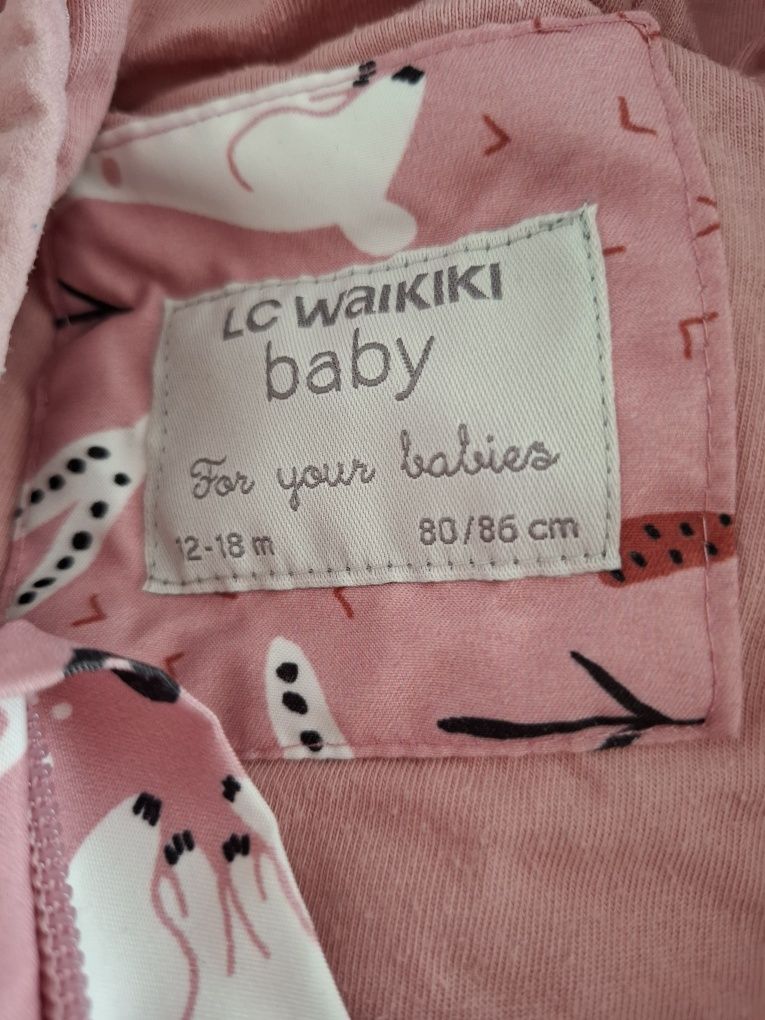 LC WAIKIKI
baby
For your babies
12-18 m 80/86 cm